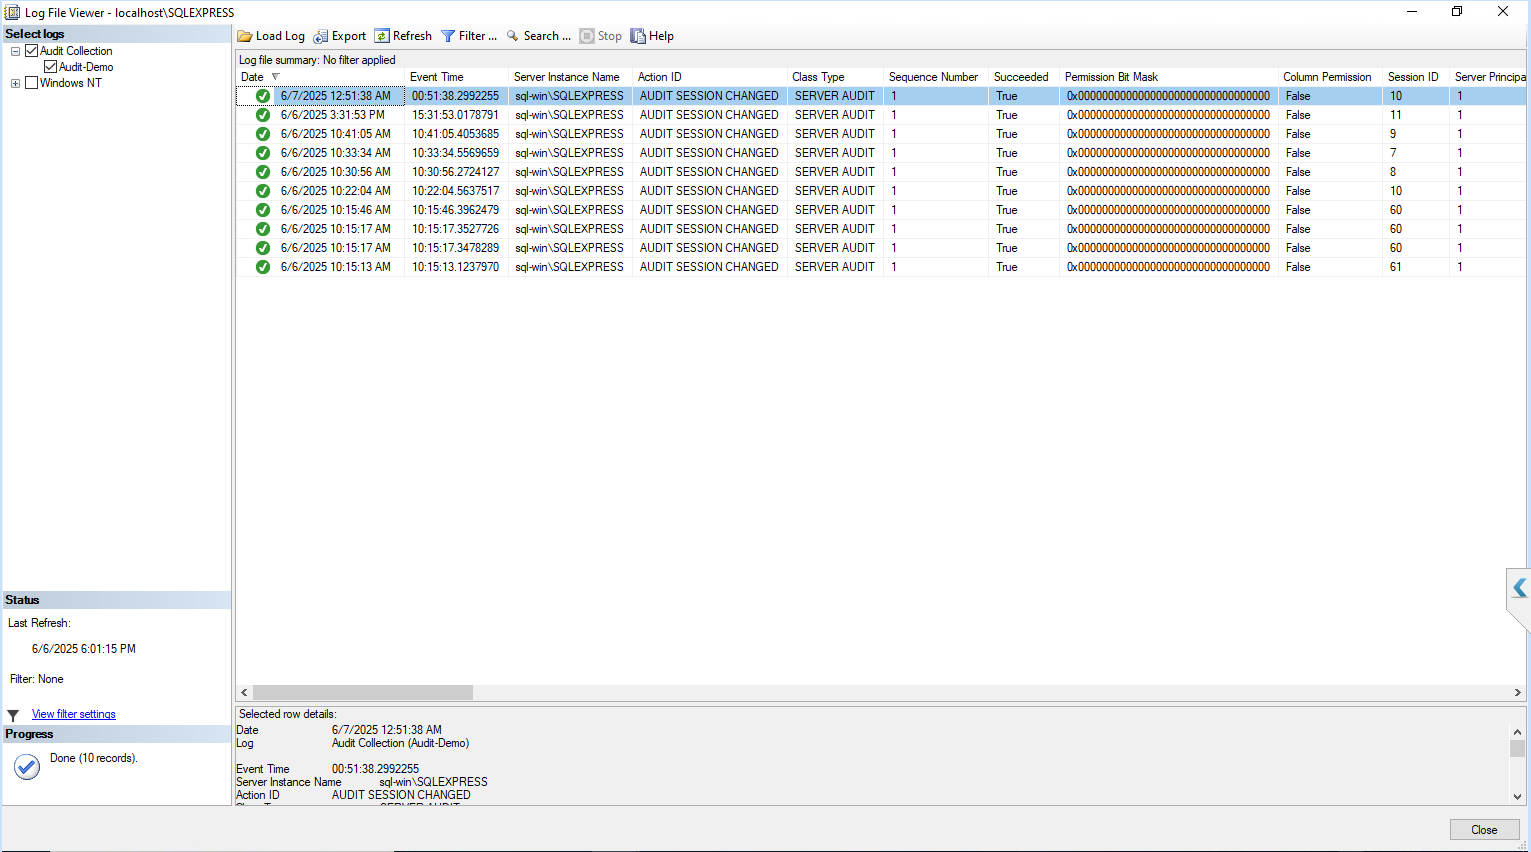 Log File Viewer - localhost\SQLEXPRESS
Select logs
Audit Collection
Audit-Demo
Windows NT
Load Log Export Refresh Filter ... Search ... Stop Help
Log file summary: No filter applied
Date Event Time Server Instance Name Action ID Class Type Sequence Number Succeeded Permission Bit Mask Column Permission Session ID Server Principa
6/7/2025 12:51:38 AM 00:51:38.2992255 sql-win\SQLEXPRESS AUDIT SESSION CHANGED SERVER AUDIT 1 True 0x00000000000000000000000000000000 False 10 1
6/6/2025 3:31:53 PM 15:31:53.0178791 sql-win\SQLEXPRESS AUDIT SESSION CHANGED SERVER AUDIT 1 True 0x00000000000000000000000000000000 False 11 1
6/6/2025 10:41:05 AM 10:41:05.4053685 sql-win\SQLEXPRESS AUDIT SESSION CHANGED SERVER AUDIT 1 True 0x00000000000000000000000000000000 False 9 1
6/6/2025 10:33:34 AM 10:33:34.5569659 sql-win\SQLEXPRESS AUDIT SESSION CHANGED SERVER AUDIT 1 True 0x00000000000000000000000000000000 False 7 1
6/6/2025 10:30:56 AM 10:30:56.2724127 sql-win\SQLEXPRESS AUDIT SESSION CHANGED SERVER AUDIT 1 True 0x00000000000000000000000000000000 False 8 1
6/6/2025 10:22:04 AM 10:22:04.5637517 sql-win\SQLEXPRESS AUDIT SESSION CHANGED SERVER AUDIT 1 True 0x00000000000000000000000000000000 False 10 1
6/6/2025 10:15:46 AM 10:15:46.3962479 sql-win\SQLEXPRESS AUDIT SESSION CHANGED SERVER AUDIT 1 True 0x00000000000000000000000000000000 False 60 1
6/6/2025 10:15:17 AM 10:15:17.3527726 sql-win\SQLEXPRESS AUDIT SESSION CHANGED SERVER AUDIT 1 True 0x00000000000000000000000000000000 False 60 1
6/6/2025 10:15:17 AM 10:15:17.3478289 sql-win\SQLEXPRESS AUDIT SESSION CHANGED SERVER AUDIT 1 True 0x00000000000000000000000000000000 False 60 1
6/6/2025 10:15:13 AM 10:15:13.1237970 sql-win\SQLEXPRESS AUDIT SESSION CHANGED SERVER AUDIT 1 True 0x00000000000000000000000000000000 False 61 1
Status
Last Refresh:
6/6/2025 6:01:15 PM
Filter: None
View filter settings
Progress
Done (10 records).
Selected row details:
Date 6/7/2025 12:51:38 AM
Log Audit Collection (Audit-Demo)
Event Time 00:51:38.2992255
Server Instance Name sql-win\SQLEXPRESS
Action ID AUDIT SESSION CHANGED
Close